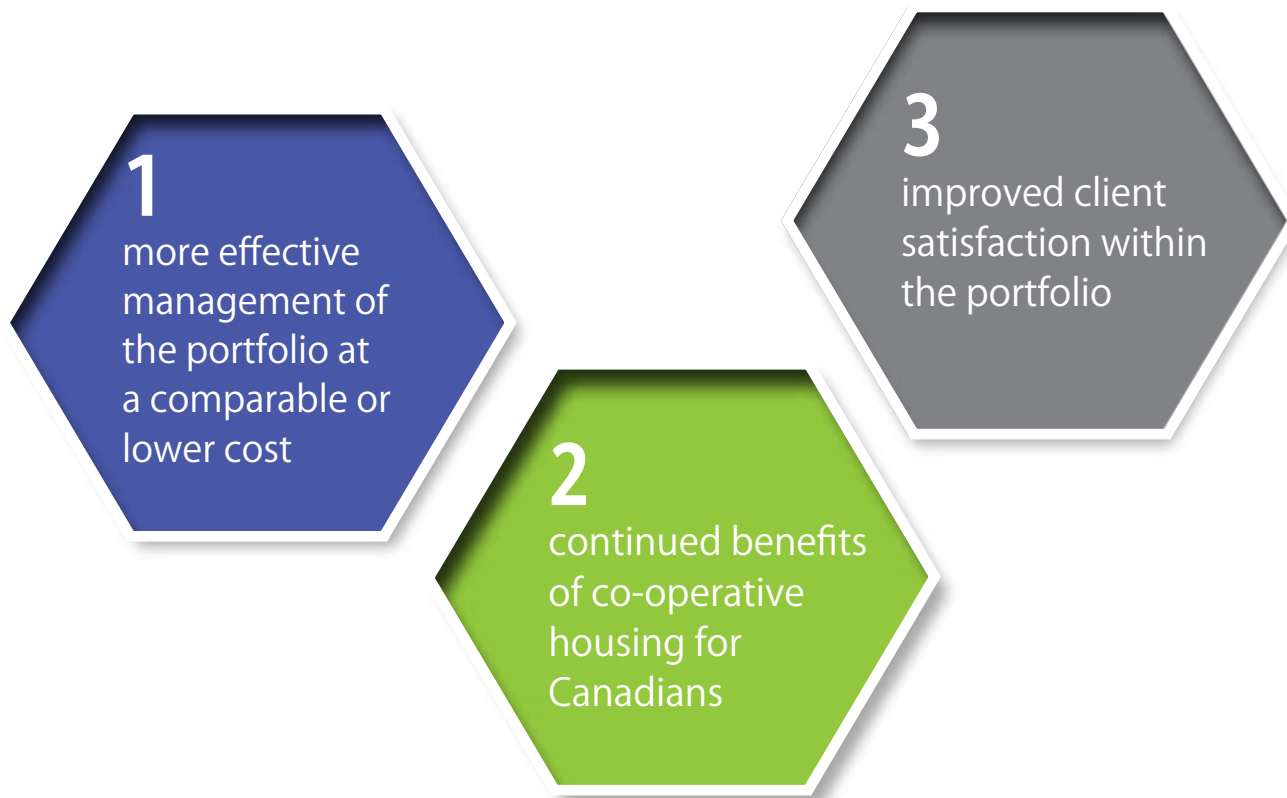 1
more effective
management of
the portfolio at
a comparable or
lower cost
2
continued benefits
of co-operative
housing for
Canadians
3
improved client
satisfaction within
the portfolio